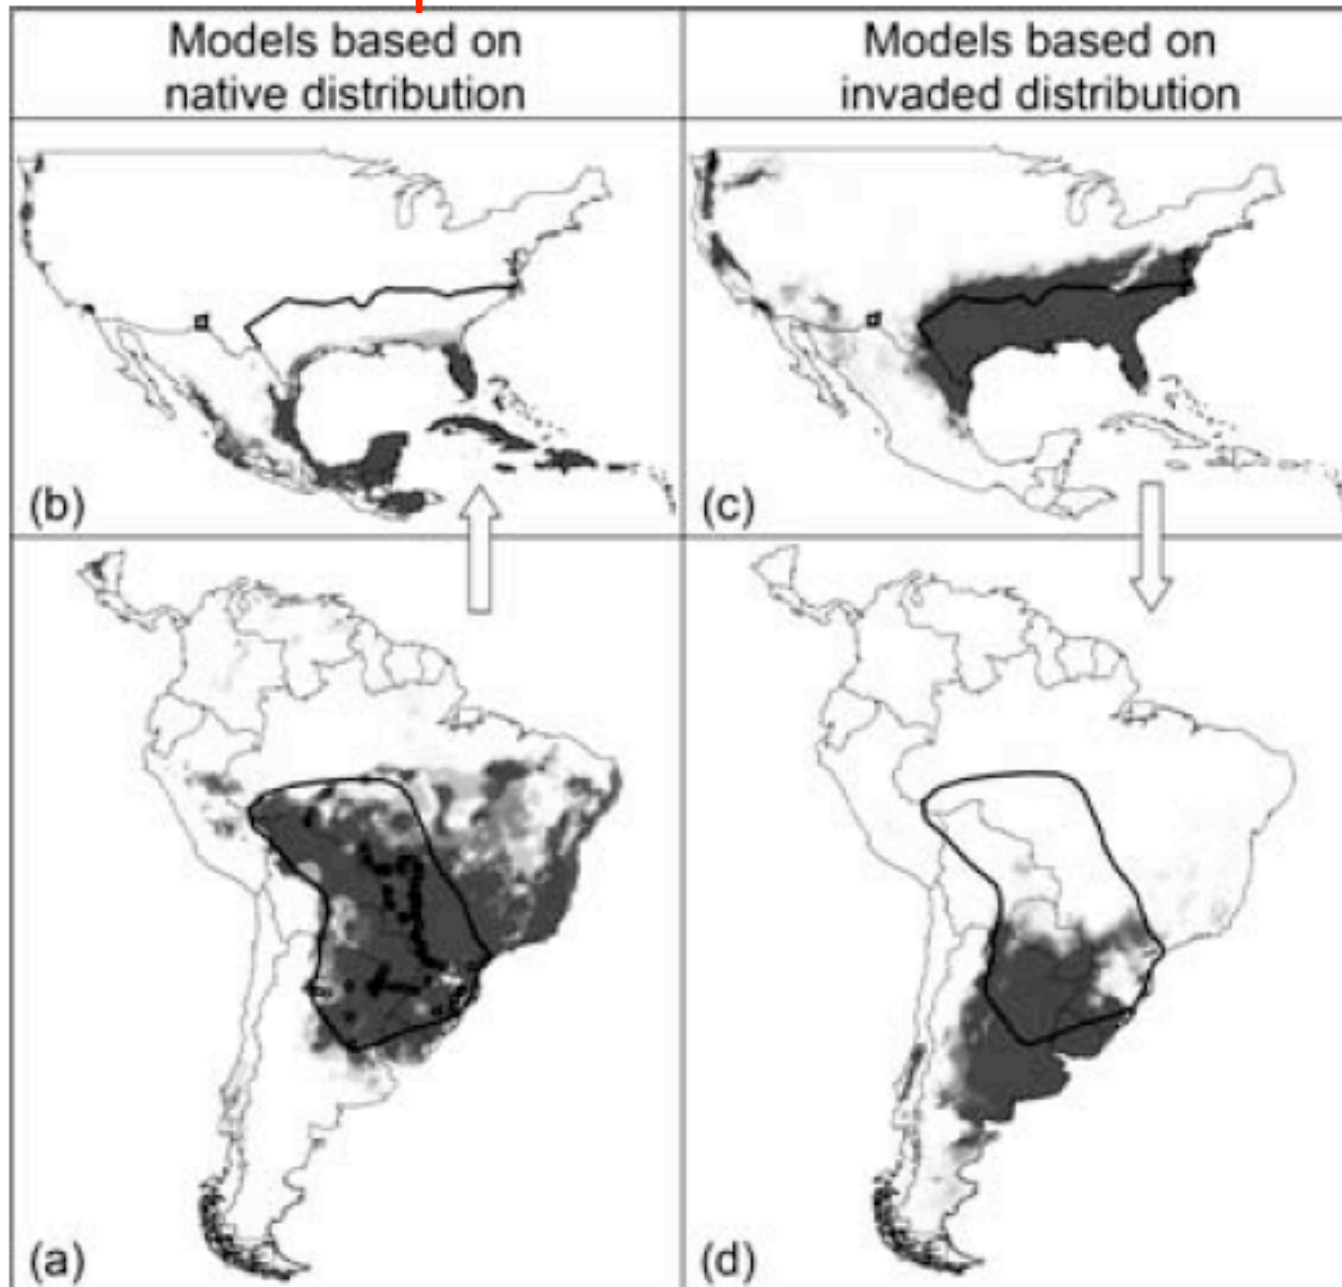 Models based on
native distribution
Models based on
invaded distribution
(b)
(c)
(a)
(d)